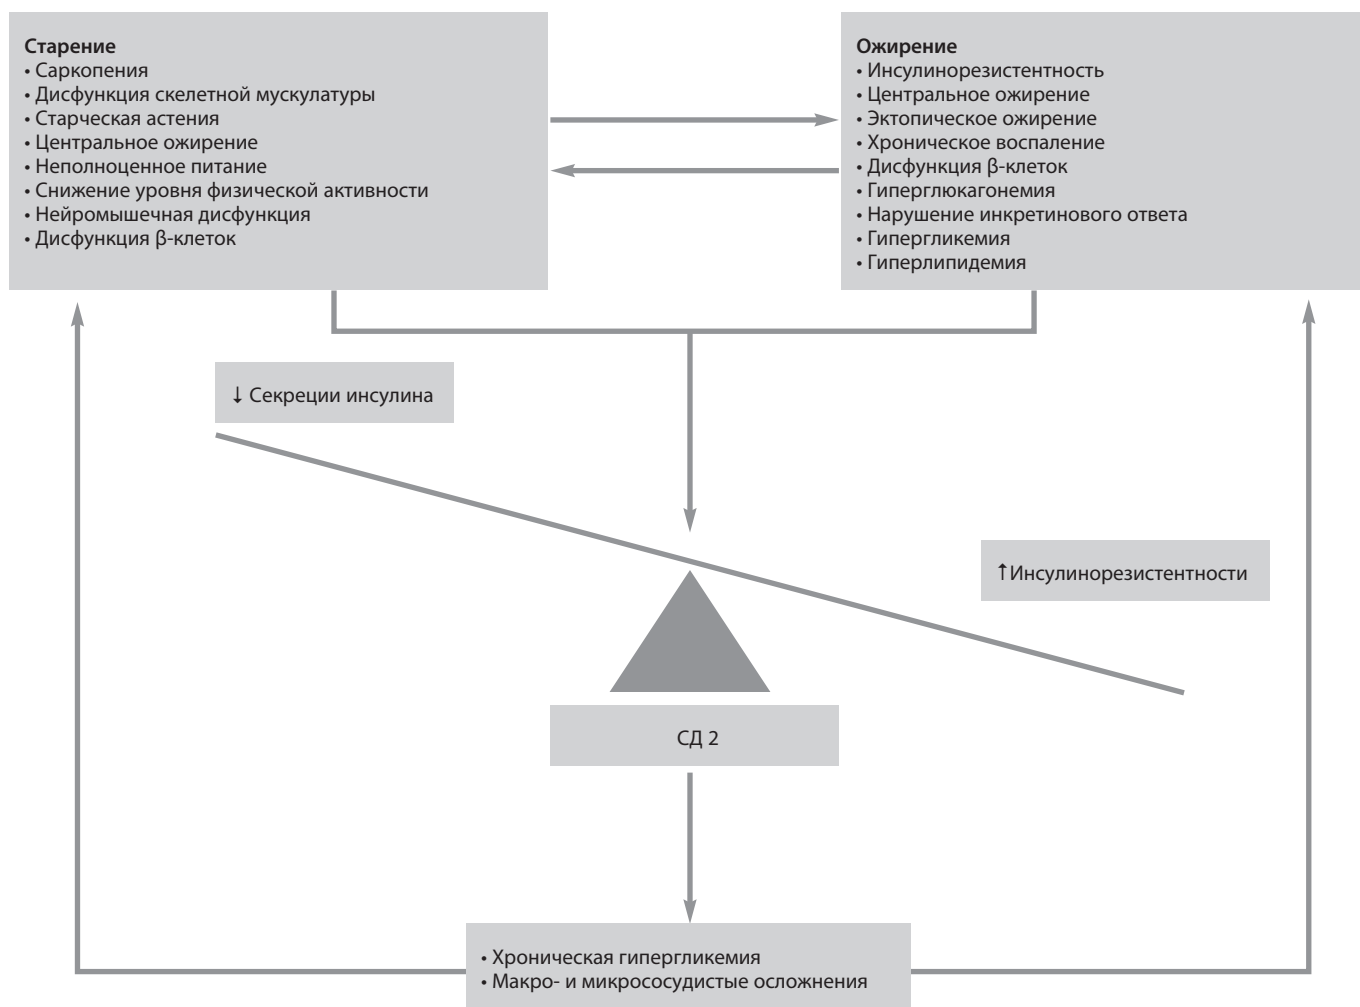 Старение
• Саркопения
• Дисфункция скелетной мускулатуры
• Старческая астения
• Центральное ожирение
• Неполноценное питание
• Снижение уровня физической активности
• Нейромышечная дисфункция
• Дисфункция β-клеток
Ожирение
• Инсулинорезистентность
• Центральное ожирение
• Эктопическое ожирение
• Хроническое воспаление
• Дисфункция β-клеток
• Гиперглюкагонемия
• Нарушение инкретинового ответа
• Гипергликемия
• Гиперлипидемия
↓ Секреции инсулина
↑Инсулинорезистентности
СД 2
• Хроническая гипергликемия
• Макро- и микрососудистые осложнения